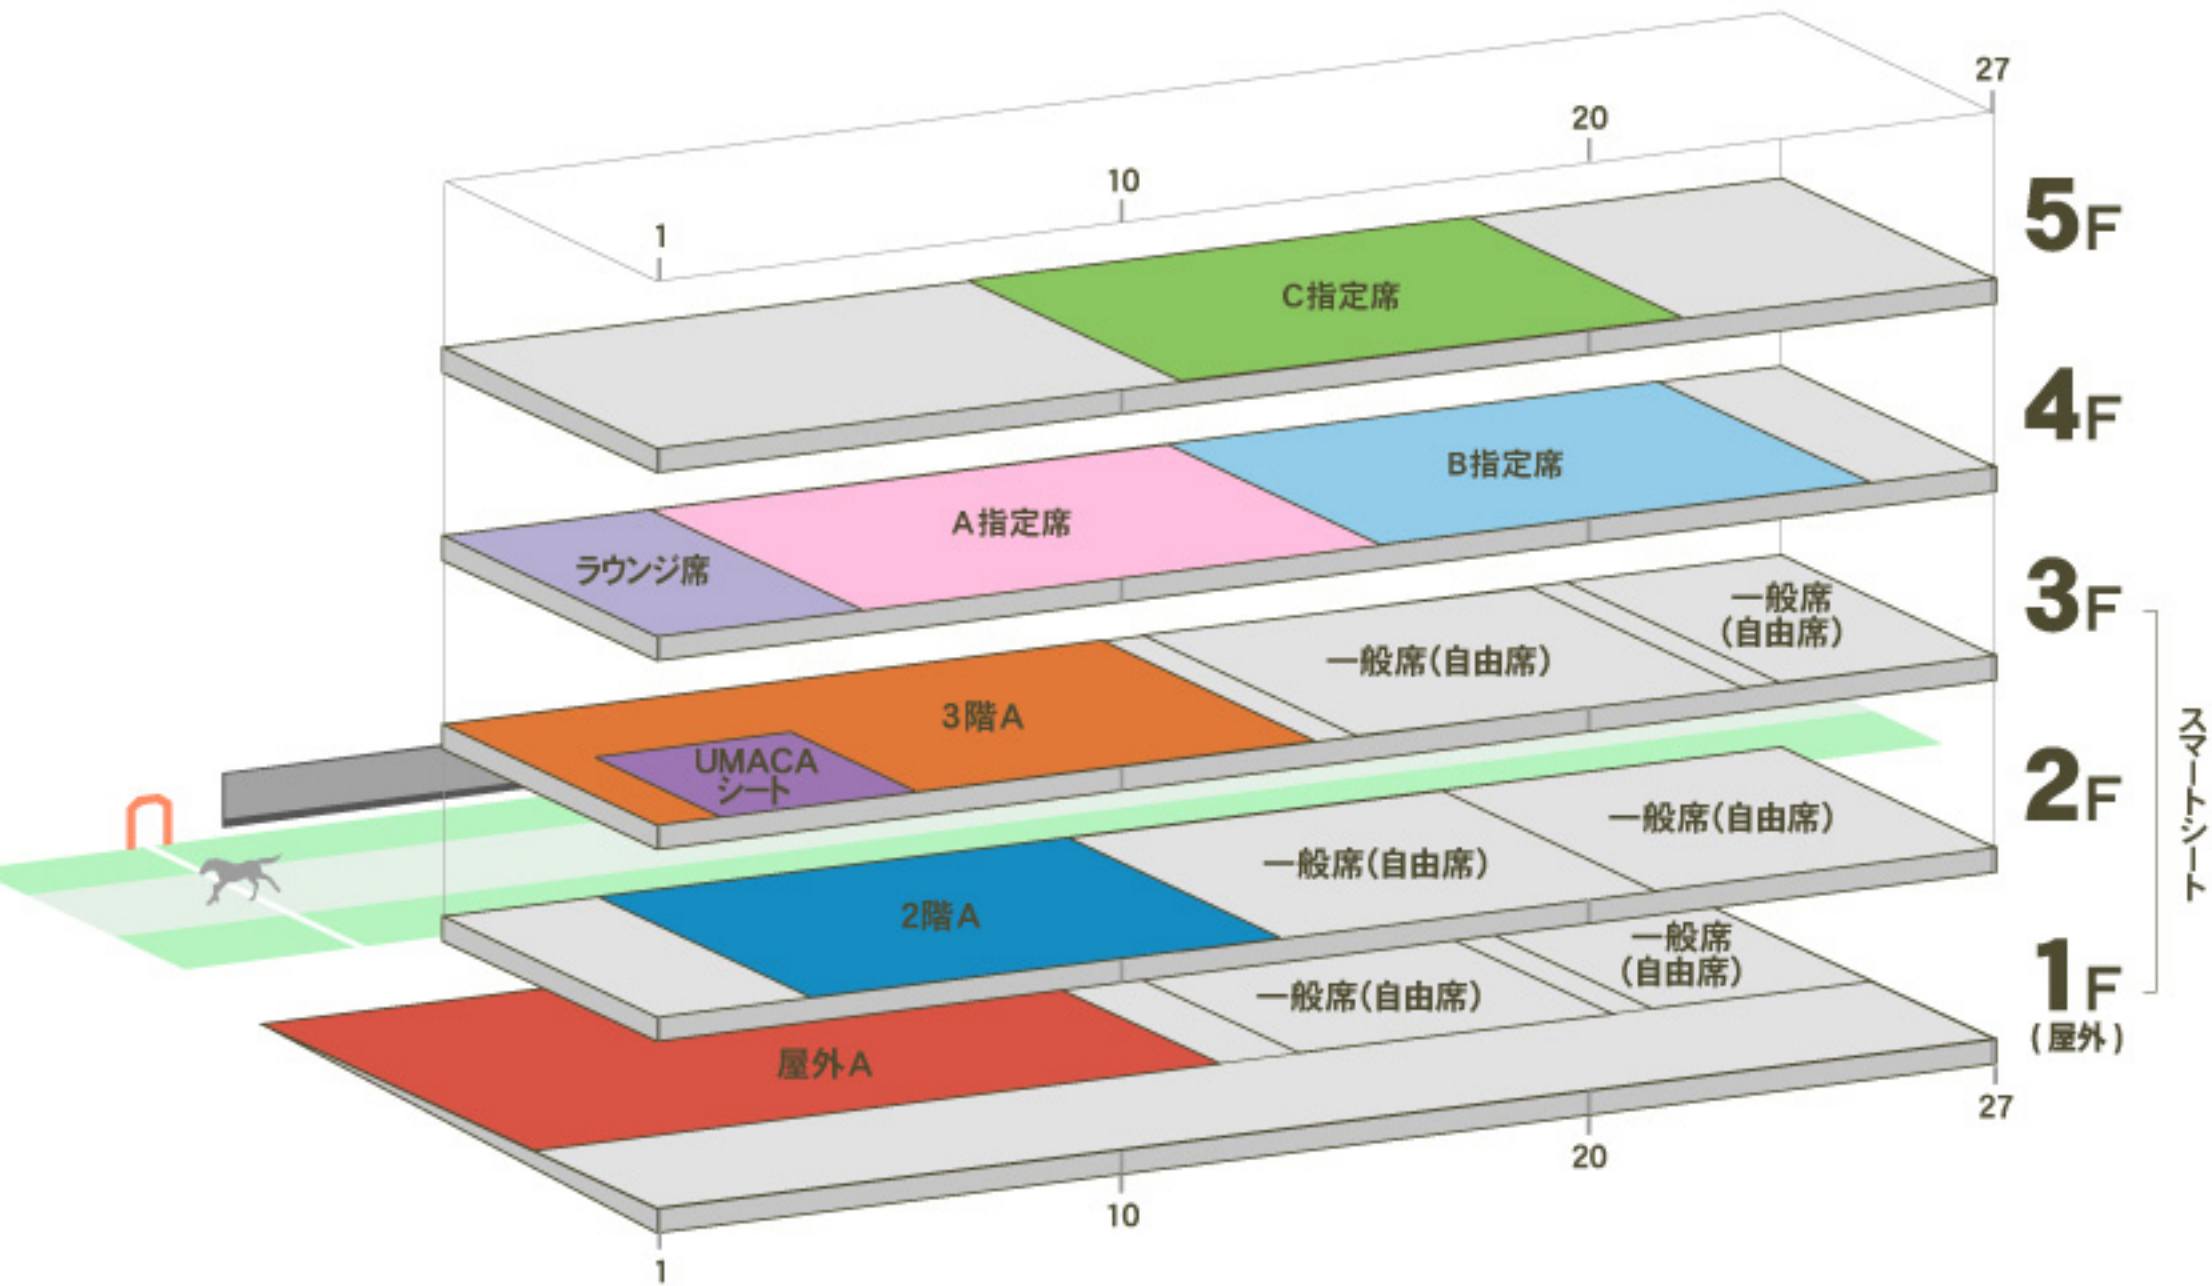 27
20
10
1
5F
C指定席
4F
B指定席
A指定席
ラウンジ席
3F
一般席
(自由席)
一般席(自由席)
3階A
UMACA
シート
2F
一般席(自由席)
一般席(自由席)
2階A
スマートシート
1F
(屋外)
一般席
(自由席)
一般席(自由席)
屋外A
27
20
10
1